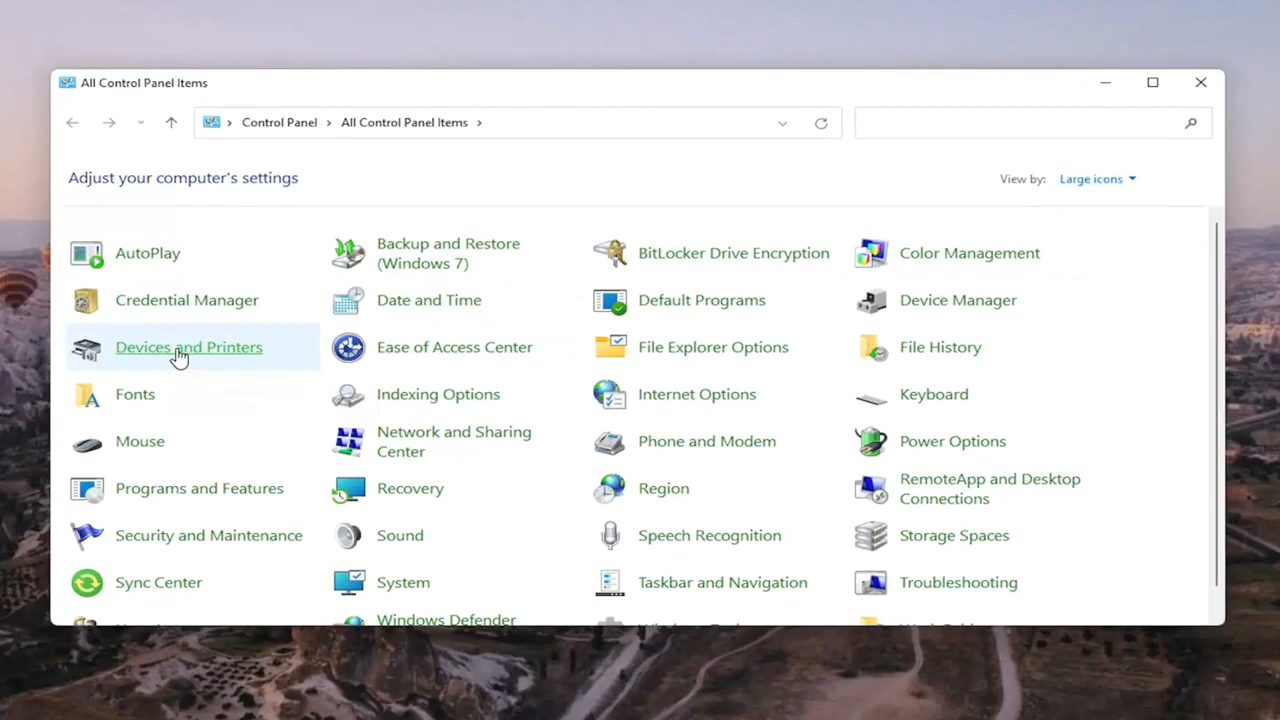 All Control Panel Items
Control Panel
All Control Panel Items
Adjust your computer's settings
View by:
Large icons
AutoPlay
Backup and Restore
(Windows 7)
BitLocker Drive Encryption
Color Management
Credential Manager
Date and Time
Default Programs
Device Manager
Devices and Printers
Ease of Access Center
File Explorer Options
File History
Fonts
Indexing Options
Internet Options
Keyboard
Mouse
Network and Sharing
Center
Phone and Modem
Power Options
Programs and Features
Recovery
Region
RemoteApp and Desktop
Connections
Security and Maintenance
Sound
Speech Recognition
Storage Spaces
Sync Center
System
Taskbar and Navigation
Troubleshooting
Windows Defender